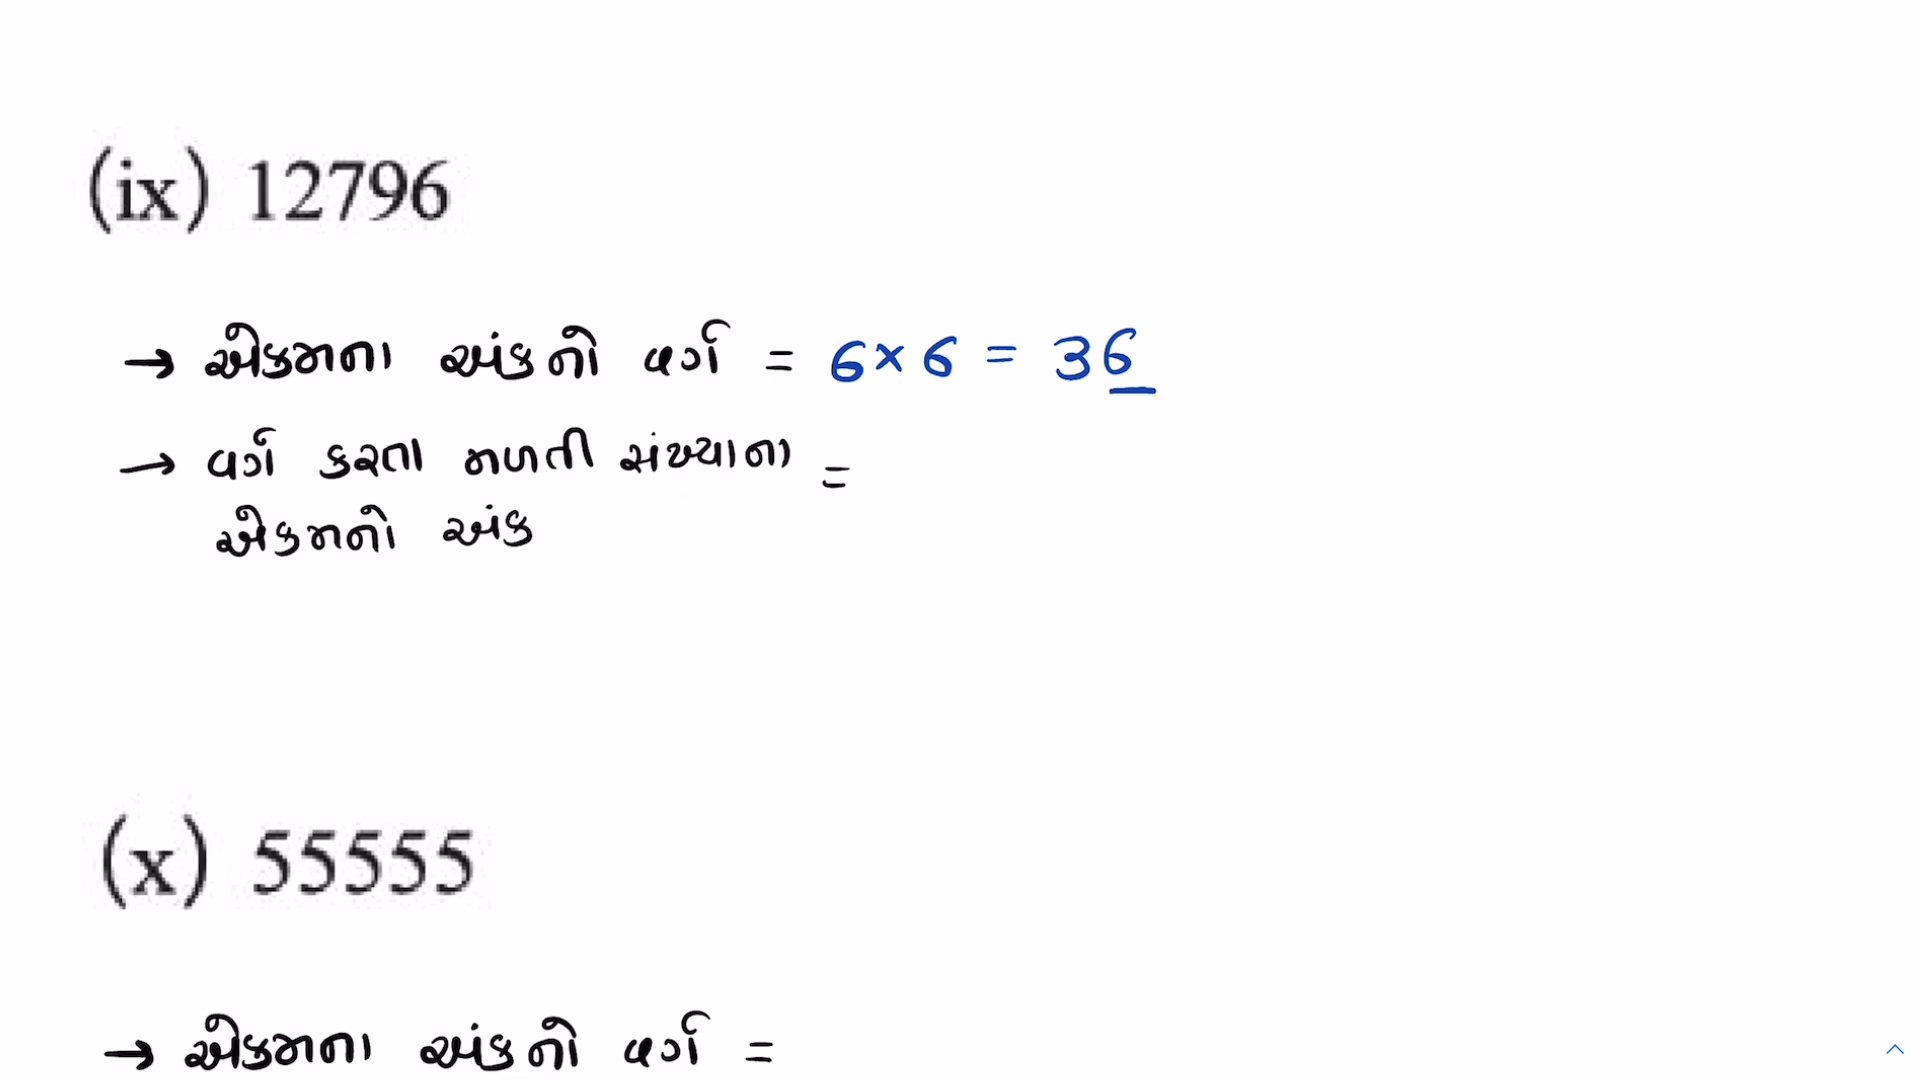 (ix) 12796
→ એકમના અંકનો વર્ગ = 6 × 6 = 36
→ વર્ગ કરતા મળતી સંખ્યાના =
એકમનો અંક
(x) 55555
→ એકમના અંકનો વર્ગ =